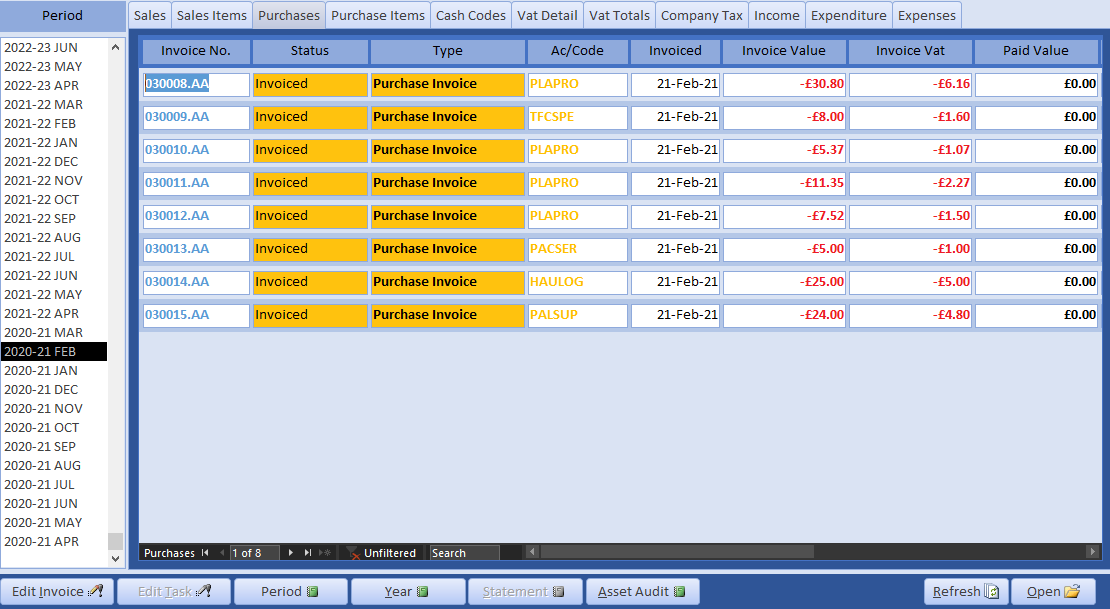 Period
2022-23 JUN
2022-23 MAY
2022-23 APR
2021-22 MAR
2021-22 FEB
2021-22 JAN
2021-22 DEC
2021-22 NOV
2021-22 OCT
2021-22 SEP
2021-22 AUG
2021-22 JUL
2021-22 JUN
2021-22 MAY
2021-22 APR
2020-21 MAR
2020-21 FEB
2020-21 JAN
2020-21 DEC
2020-21 NOV
2020-21 OCT
2020-21 SEP
2020-21 AUG
2020-21 JUL
2020-21 JUN
2020-21 MAY
2020-21 APR
Sales Sales Items Purchases Purchase Items Cash Codes Vat Detail Vat Totals Company Tax Income Expenditure Expenses
Invoice No. Status Type Ac/Code Invoiced Invoice Value Invoice Vat Paid Value
030008.AA Invoiced Purchase Invoice PLAPRO 21-Feb-21 -£30.80 -£6.16 £0.00
030009.AA Invoiced Purchase Invoice TFCSPE 21-Feb-21 -£8.00 -£1.60 £0.00
030010.AA Invoiced Purchase Invoice PLAPRO 21-Feb-21 -£5.37 -£1.07 £0.00
030011.AA Invoiced Purchase Invoice PLAPRO 21-Feb-21 -£11.35 -£2.27 £0.00
030012.AA Invoiced Purchase Invoice PLAPRO 21-Feb-21 -£7.52 -£1.50 £0.00
030013.AA Invoiced Purchase Invoice PACSER 21-Feb-21 -£5.00 -£1.00 £0.00
030014.AA Invoiced Purchase Invoice HAULOG 21-Feb-21 -£25.00 -£5.00 £0.00
030015.AA Invoiced Purchase Invoice PALSUP 21-Feb-21 -£24.00 -£4.80 £0.00
Purchases 1 of 8 Unfiltered Search
Edit Invoice Edit Task Period Year Statement Asset Audit Refresh Open